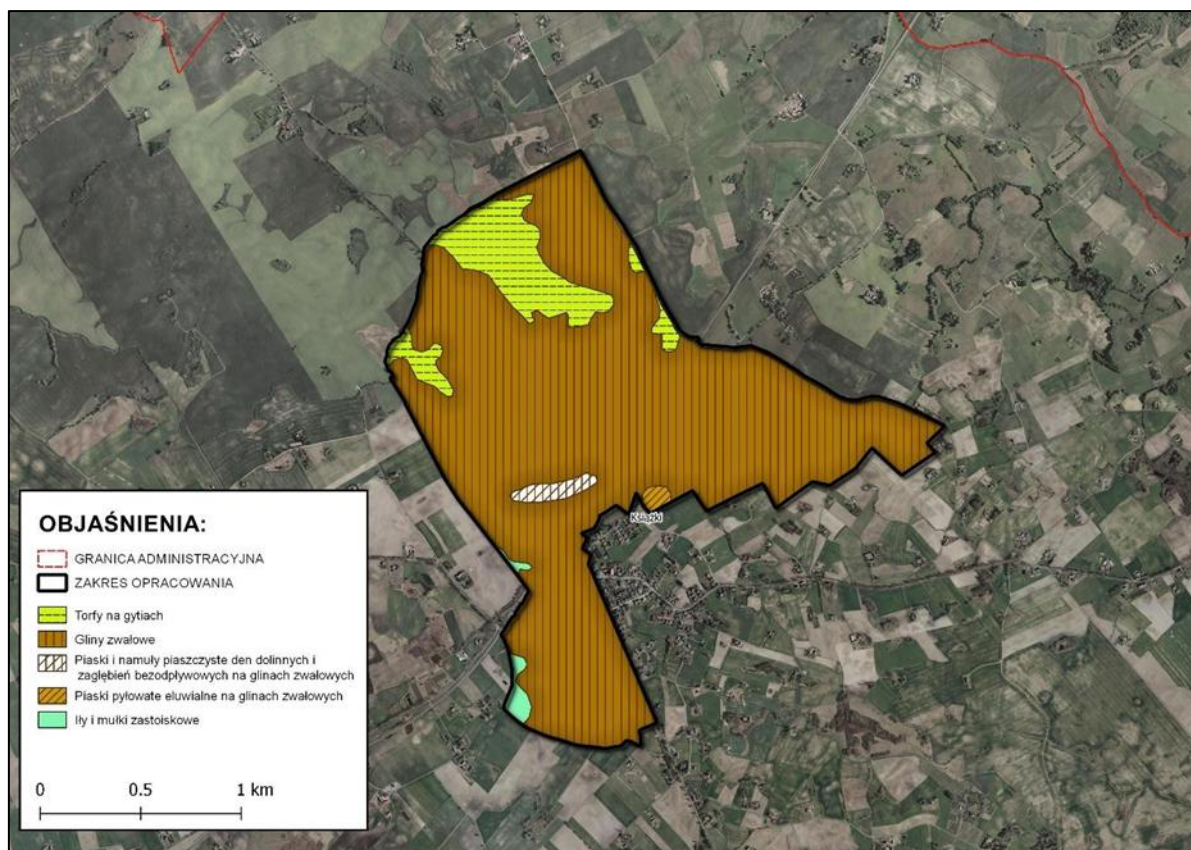 Książki
OBJAŚNIENIA:
GRANICA ADMINISTRACYJNA
ZAKRES OPRACOWANIA
Torfy na gytiach
Gliny zwałowe
Piaski i namuły piaszczyste den dolinnych i
zagłębień bezodpływowych na glinach zwałowych
Piaski pyłowate eluwialne na glinach zwałowych
Iły i mułki zastoiskowe
0 0.5 1 km